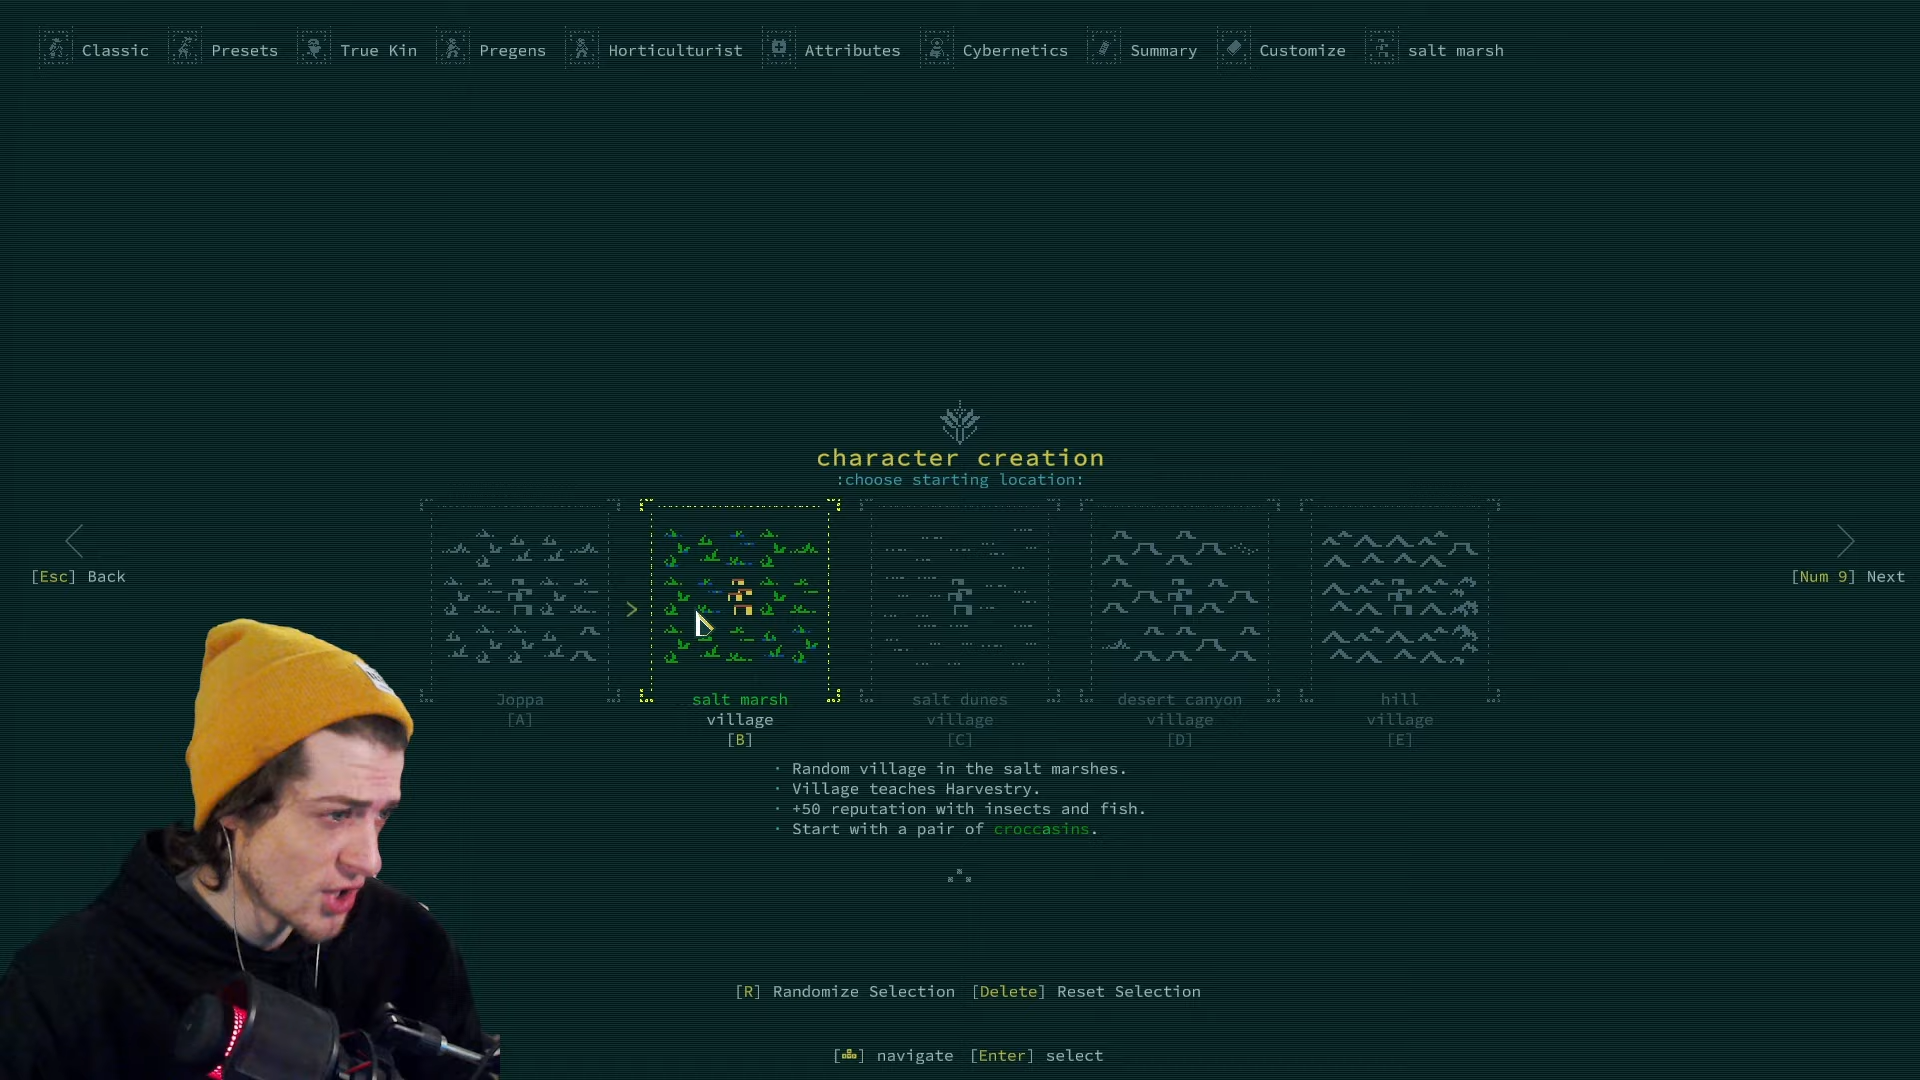 Classic Presets True Kin Pregens Horticulturist Attributes Cybernetics Summary Customize salt marsh
character creation
:choose starting location:
[Esc] Back
[Num 9] Next
Joppa
[A]
salt marsh
village
[B]
salt dunes
village
[C]
desert canyon
village
[D]
hill
village
[E]
· Random village in the salt marshes.
· Village teaches Harvestry.
· +50 reputation with insects and fish.
· Start with a pair of croccasins.
[R] Randomize Selection [Delete] Reset Selection
navigate [Enter] select